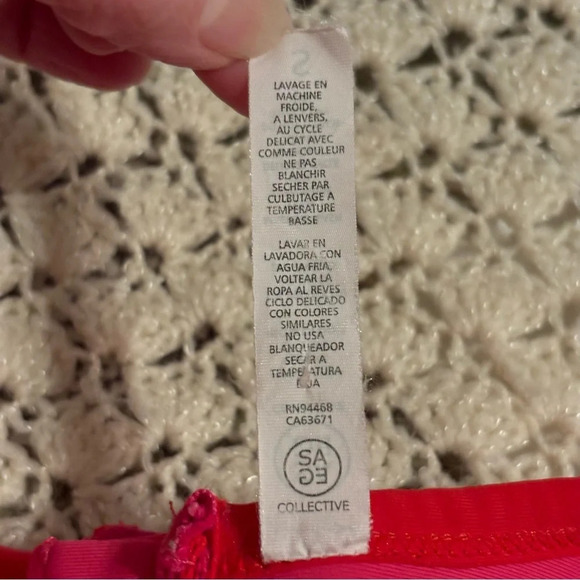 S
LAVAGE EN
MACHINE
FROIDE,
A LENVERS,
AU CYCLE
DELICAT AVEC
COMME COULEUR
NE PAS
BLANCHIR
SECHER PAR
CULBUTAGE A
TEMPERATURE
BASSE
LAVAR EN
LAVADORA CON
AGUA FRIA,
VOLTEAR LA
ROPA AL REVES
CICLO DELICADO
CON COLORES
SIMILARES
NO USA
BLANQUEADOR
SECAR A
TEMPERATURA
BAJA
RN94468
CA63671
AS
EG
COLLECTIVE